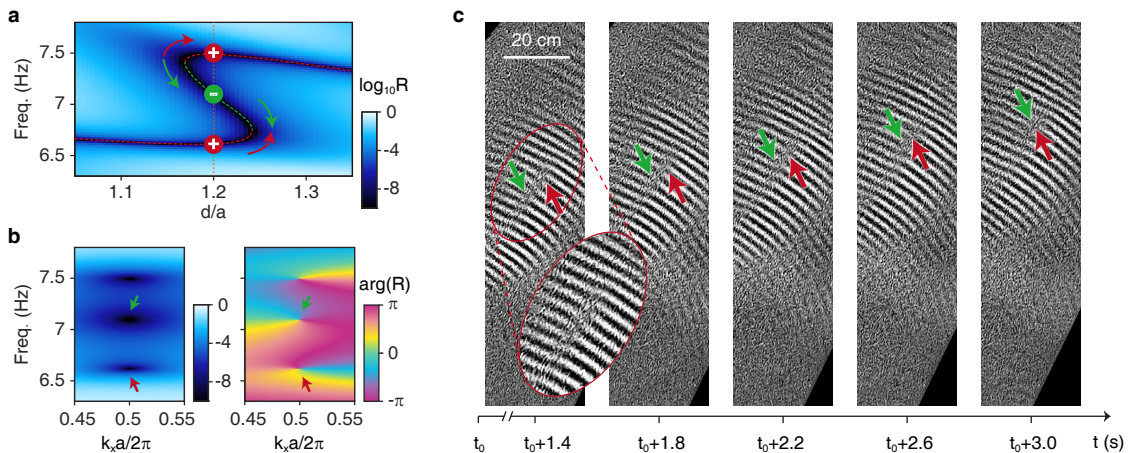 a
Freq. (Hz)
7.5
7
6.5
+
−
+
1.1
1.2
1.3
d/a
log₁₀R
0
-10
b
Freq. (Hz)
7.5
7
6.5
0.45
0.5
0.55
kₓa/2π
0
-4
-8
arg(R)
π
0
-π
0.45
0.5
0.55
kₓa/2π
c
20 cm
t₀
t₀+1.4
t₀+1.8
t₀+2.2
t₀+2.6
t₀+3.0
t (s)